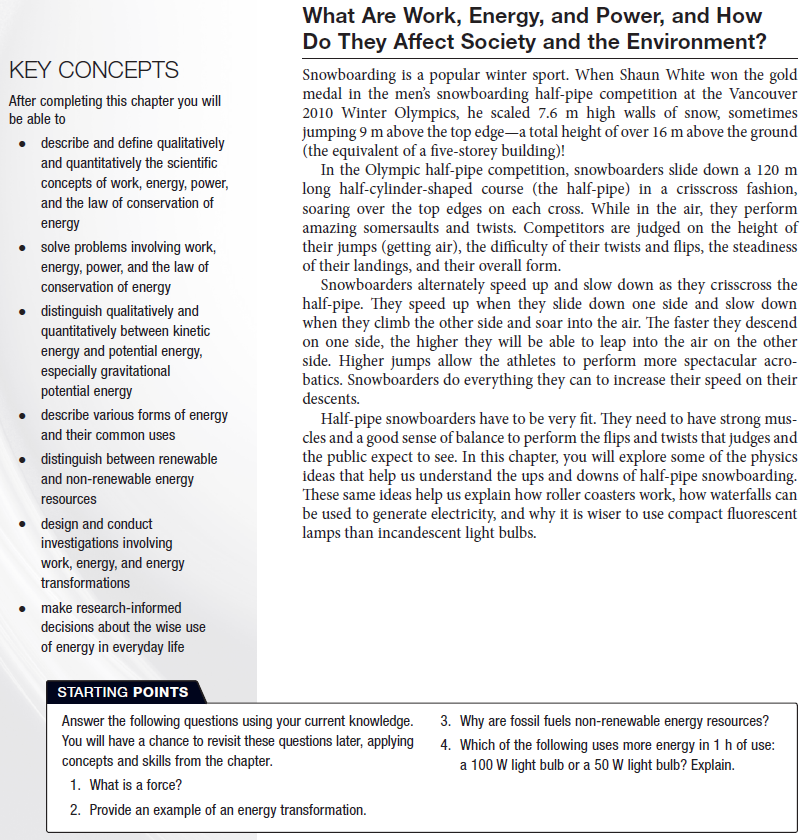 What Are Work, Energy, and Power, and How
Do They Affect Society and the Environment?
KEY CONCEPTS
After completing this chapter you will
be able to
• describe and define qualitatively
and quantitatively the scientific
concepts of work, energy, power,
and the law of conservation of
energy
• solve problems involving work,
energy, power, and the law of
conservation of energy
• distinguish qualitatively and
quantitatively between kinetic
energy and potential energy,
especially gravitational
potential energy
• describe various forms of energy
and their common uses
• distinguish between renewable
and non-renewable energy
resources
• design and conduct
investigations involving
work, energy, and energy
transformations
• make research-informed
decisions about the wise use
of energy in everyday life
Snowboarding is a popular winter sport. When Shaun White won the gold
medal in the men's snowboarding half-pipe competition at the Vancouver
2010 Winter Olympics, he scaled 7.6 m high walls of snow, sometimes
jumping 9 m above the top edge—a total height of over 16 m above the ground
(the equivalent of a five-storey building)!
In the Olympic half-pipe competition, snowboarders slide down a 120 m
long half-cylinder-shaped course (the half-pipe) in a crisscross fashion,
soaring over the top edges on each cross. While in the air, they perform
amazing somersaults and twists. Competitors are judged on the height of
their jumps (getting air), the difficulty of their twists and flips, the steadiness
of their landings, and their overall form.
Snowboarders alternately speed up and slow down as they crisscross the
half-pipe. They speed up when they slide down one side and slow down
when they climb the other side and soar into the air. The faster they descend
on one side, the higher they will be able to leap into the air on the other
side. Higher jumps allow the athletes to perform more spectacular acro-
batics. Snowboarders do everything they can to increase their speed on their
descents.
Half-pipe snowboarders have to be very fit. They need to have strong mus-
cles and a good sense of balance to perform the flips and twists that judges and
the public expect to see. In this chapter, you will explore some of the physics
ideas that help us understand the ups and downs of half-pipe snowboarding.
These same ideas help us explain how roller coasters work, how waterfalls can
be used to generate electricity, and why it is wiser to use compact fluorescent
lamps than incandescent light bulbs.
STARTING POINTS
Answer the following questions using your current knowledge.
You will have a chance to revisit these questions later, applying
concepts and skills from the chapter.
1. What is a force?
2. Provide an example of an energy transformation.
3. Why are fossil fuels non-renewable energy resources?
4. Which of the following uses more energy in 1 h of use:
a 100 W light bulb or a 50 W light bulb? Explain.